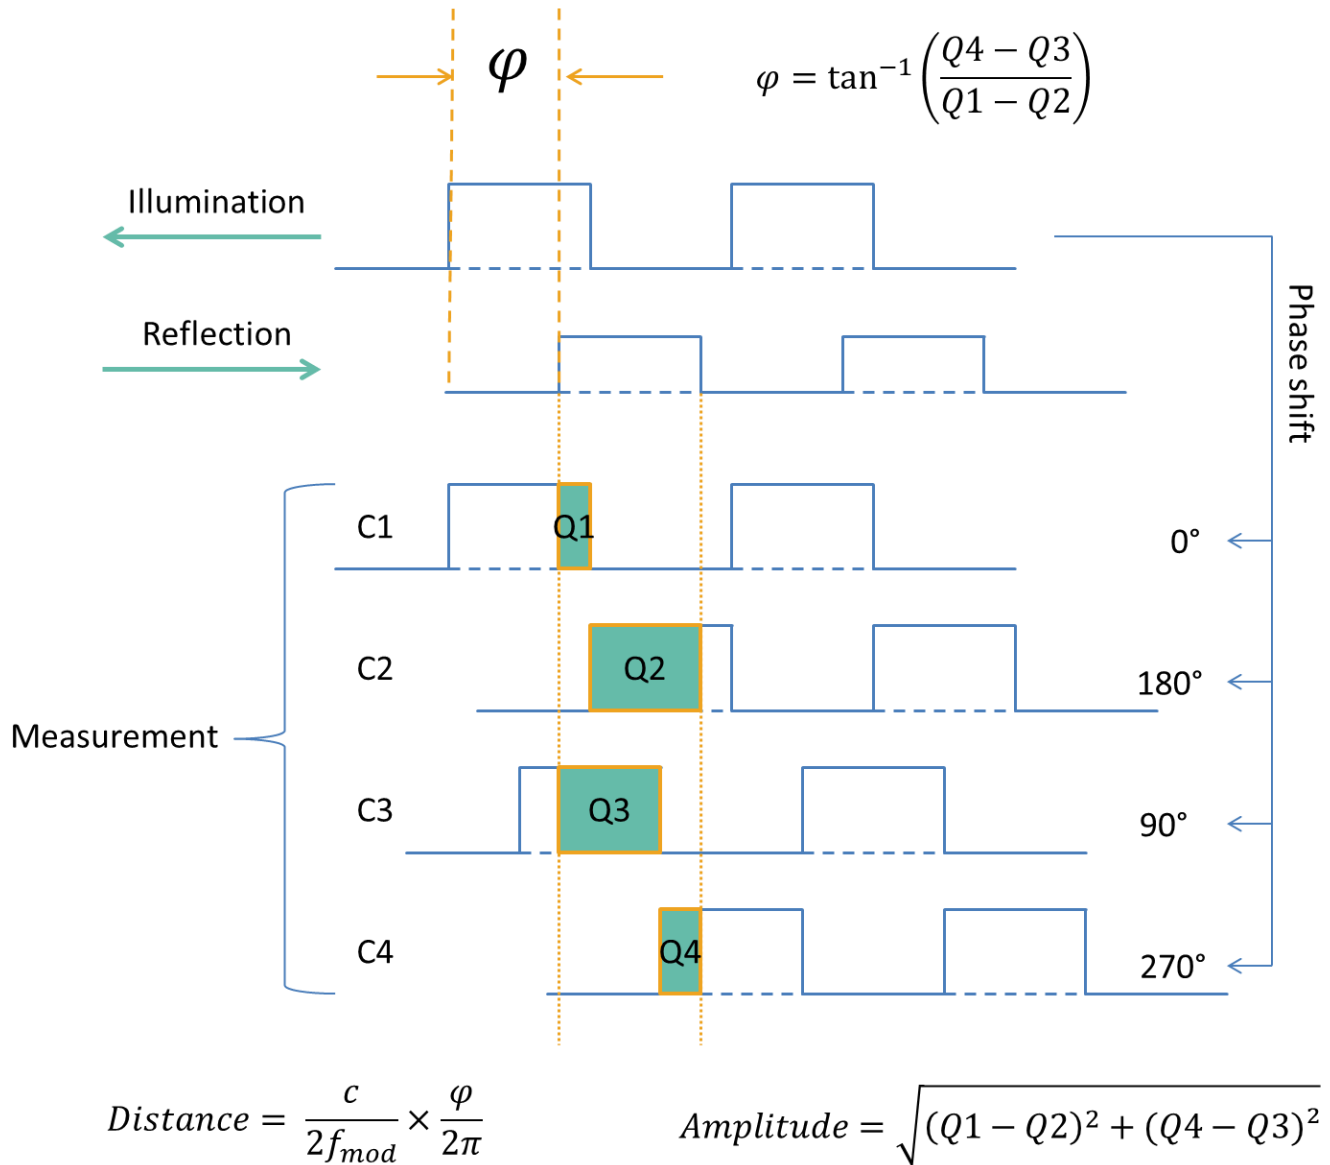 φ
φ = tan⁻¹((Q4 − Q3)/(Q1 − Q2))
Illumination
Reflection
Phase shift
Measurement
C1
Q1
0°
C2
Q2
180°
C3
Q3
90°
C4
Q4
270°
Distance = c/(2f_mod) × φ/(2π)
Amplitude = √((Q1 − Q2)² + (Q4 − Q3)²)